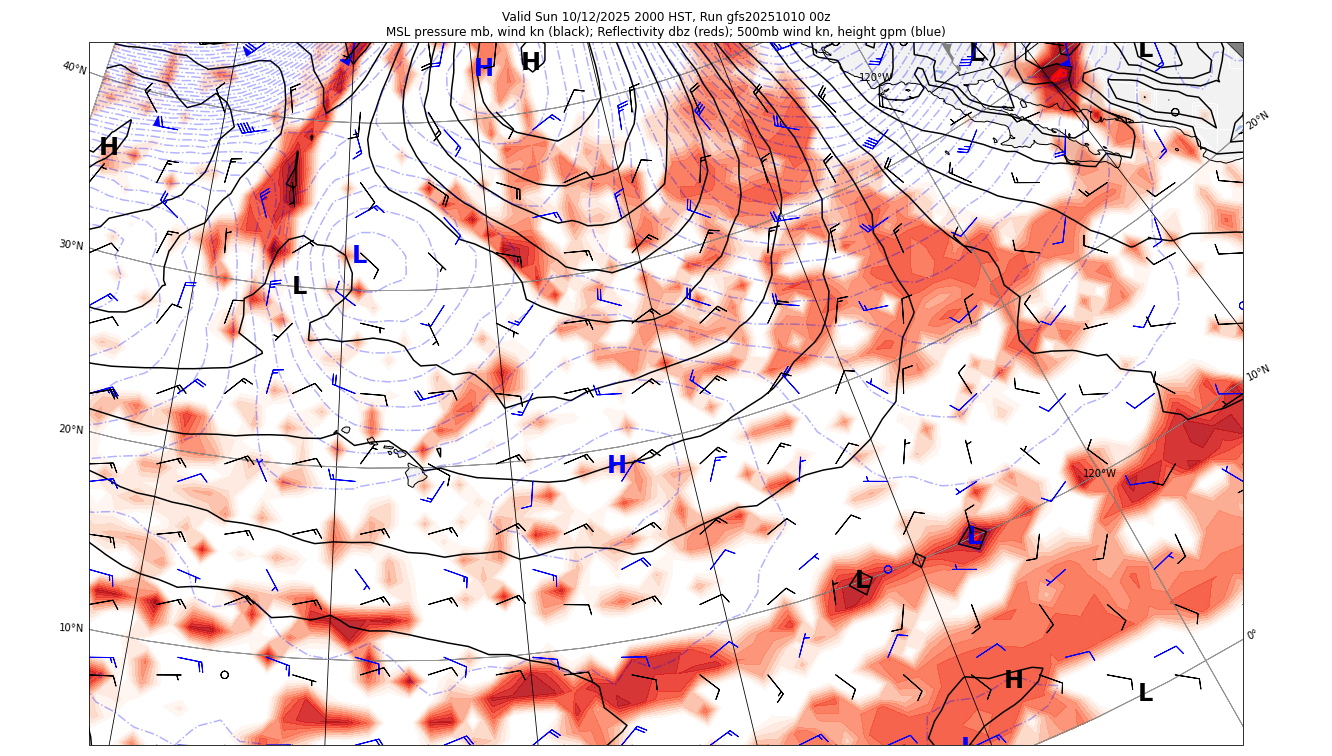 Valid Sun 10/12/2025 2000 HST, Run gfs20251010 00z
MSL pressure mb, wind kn (black); Reflectivity dbz (reds); 500mb wind kn, height gpm (blue)
H H L L
40°N
120°W
20°N
H
30°N
L
L
10°N
20°N
H
120°W
L
L
10°N
0°
H
L
L